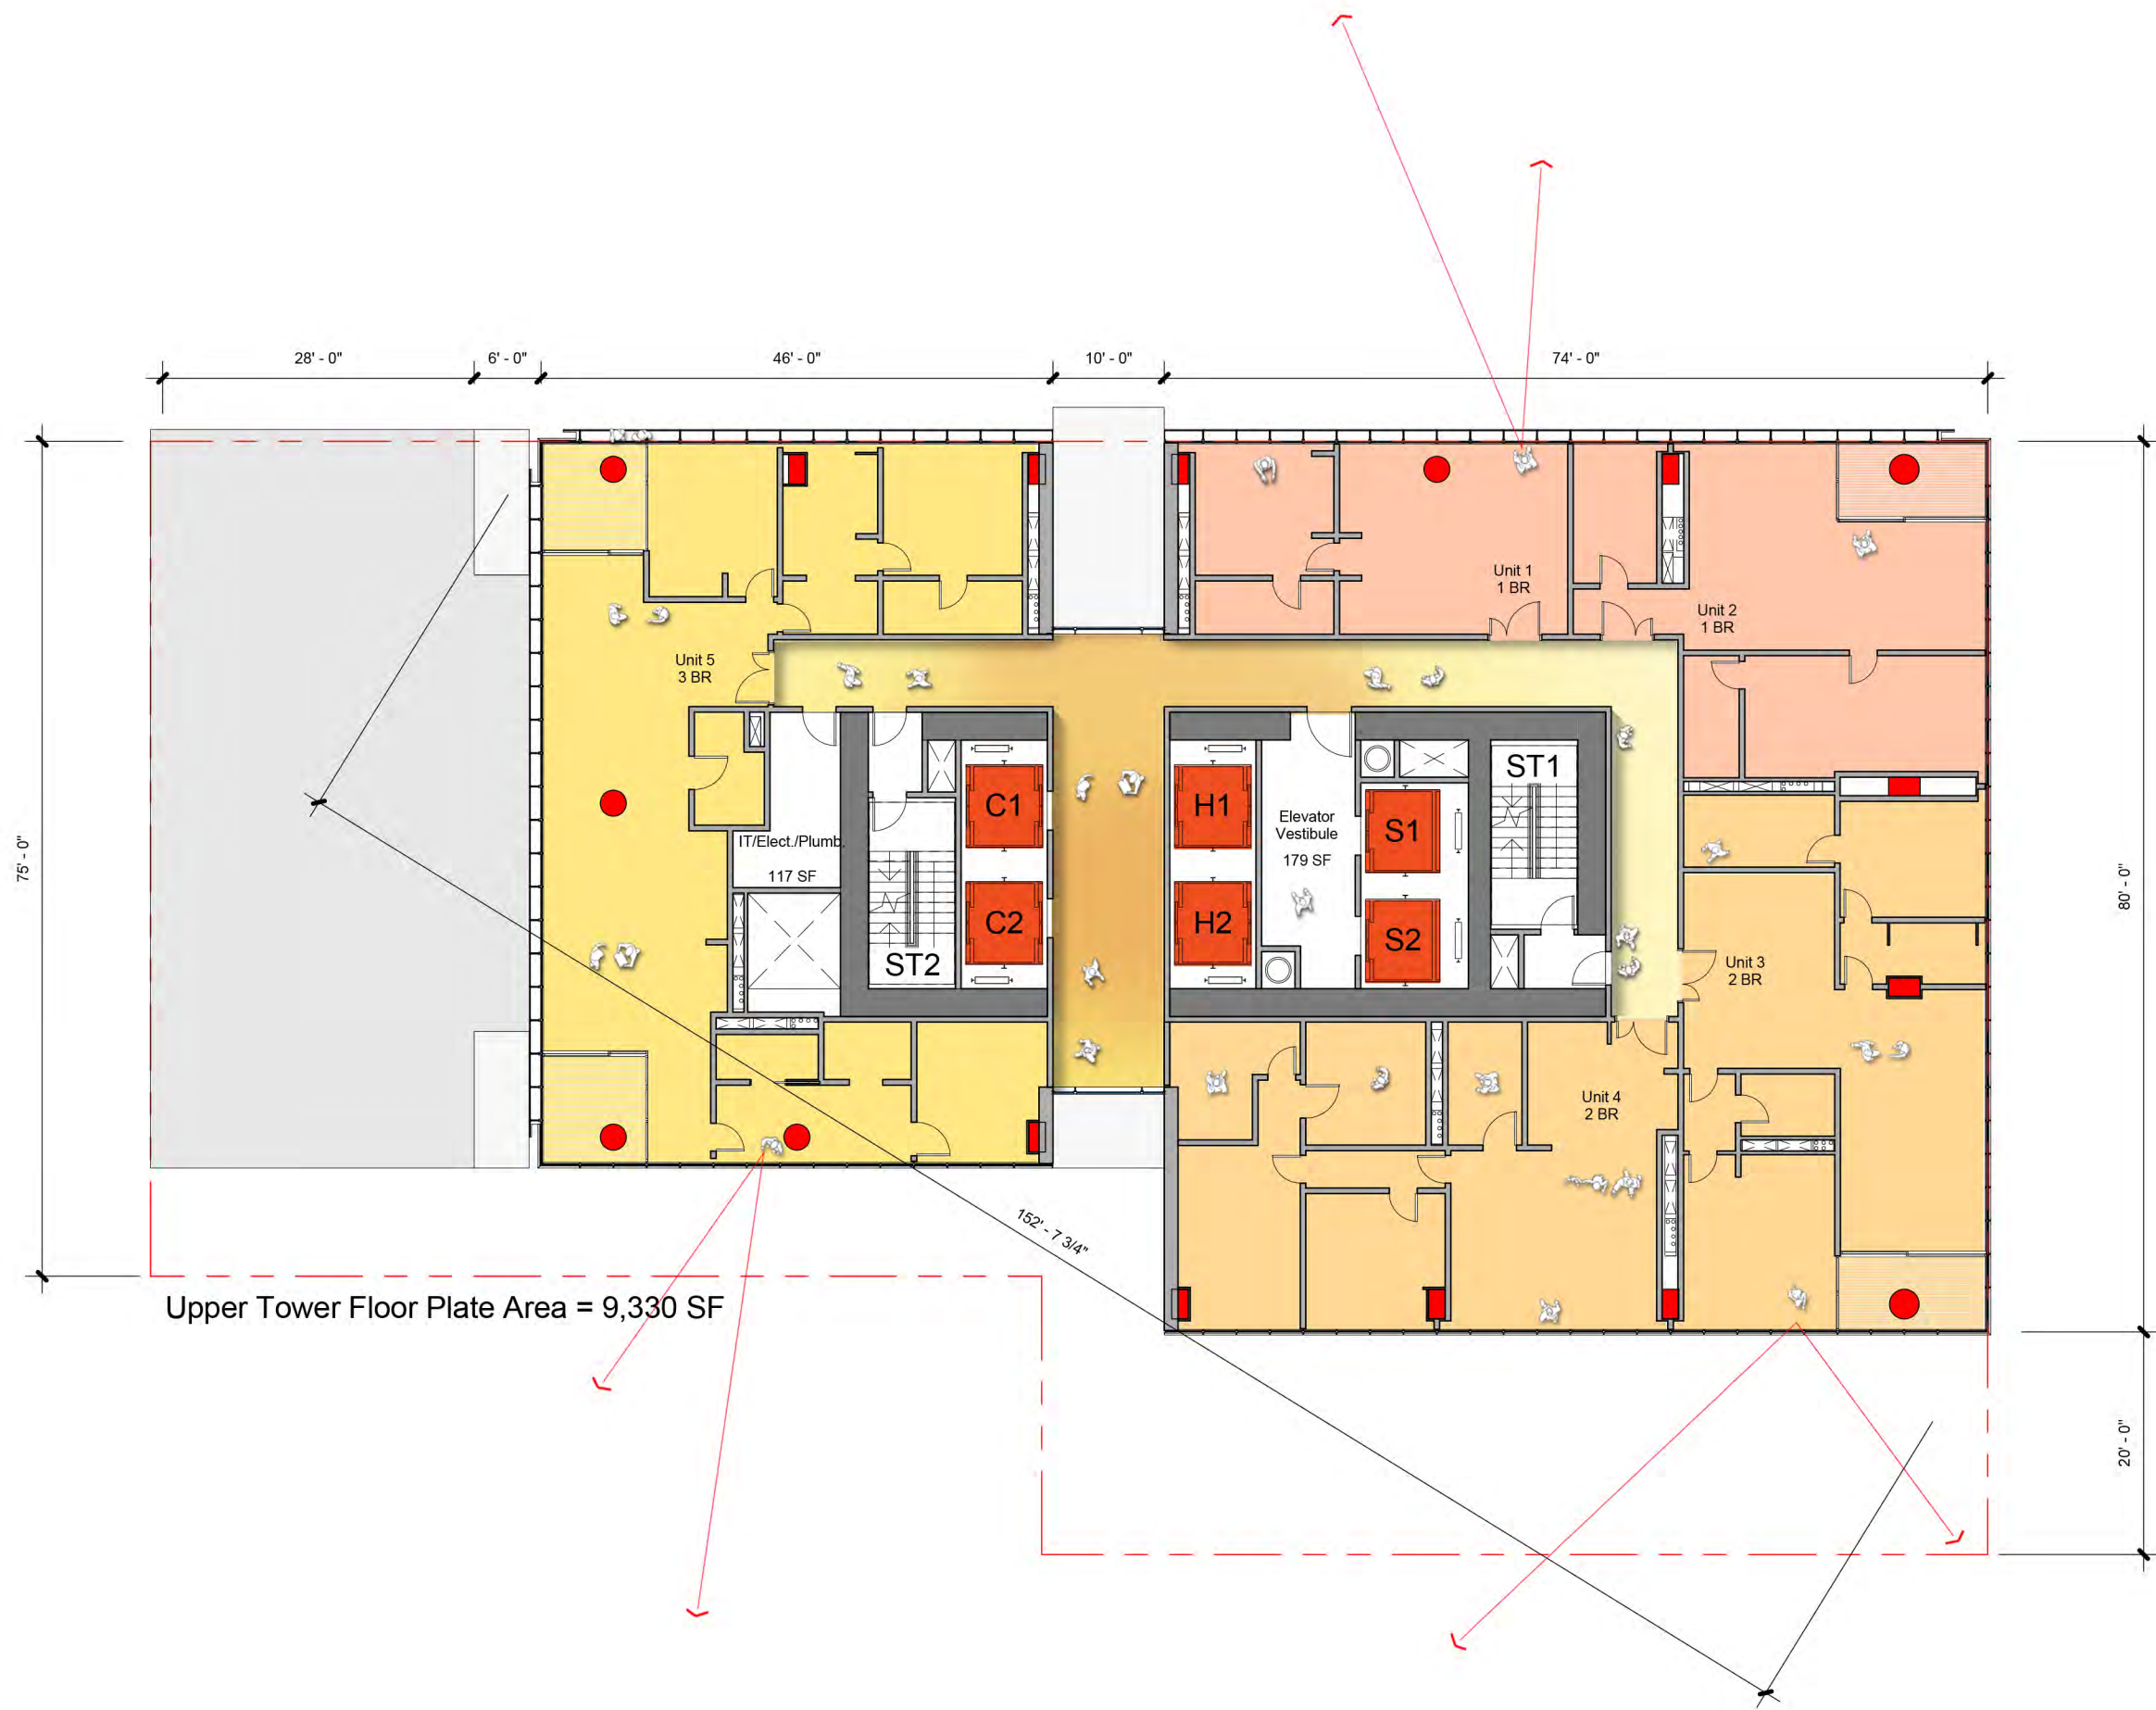 28' - 0"
6' - 0"
46' - 0"
10' - 0"
74' - 0"
75' - 0"
80' - 0"
20' - 0"
Unit 1
1 BR
Unit 2
1 BR
Unit 5
3 BR
ST1
C1
H1
S1
Elevator
Vestibule
179 SF
IT/Elect./Plumb.
117 SF
C2
H2
S2
ST2
Unit 3
2 BR
Unit 4
2 BR
152' - 7 3/4"
Upper Tower Floor Plate Area = 9,330 SF